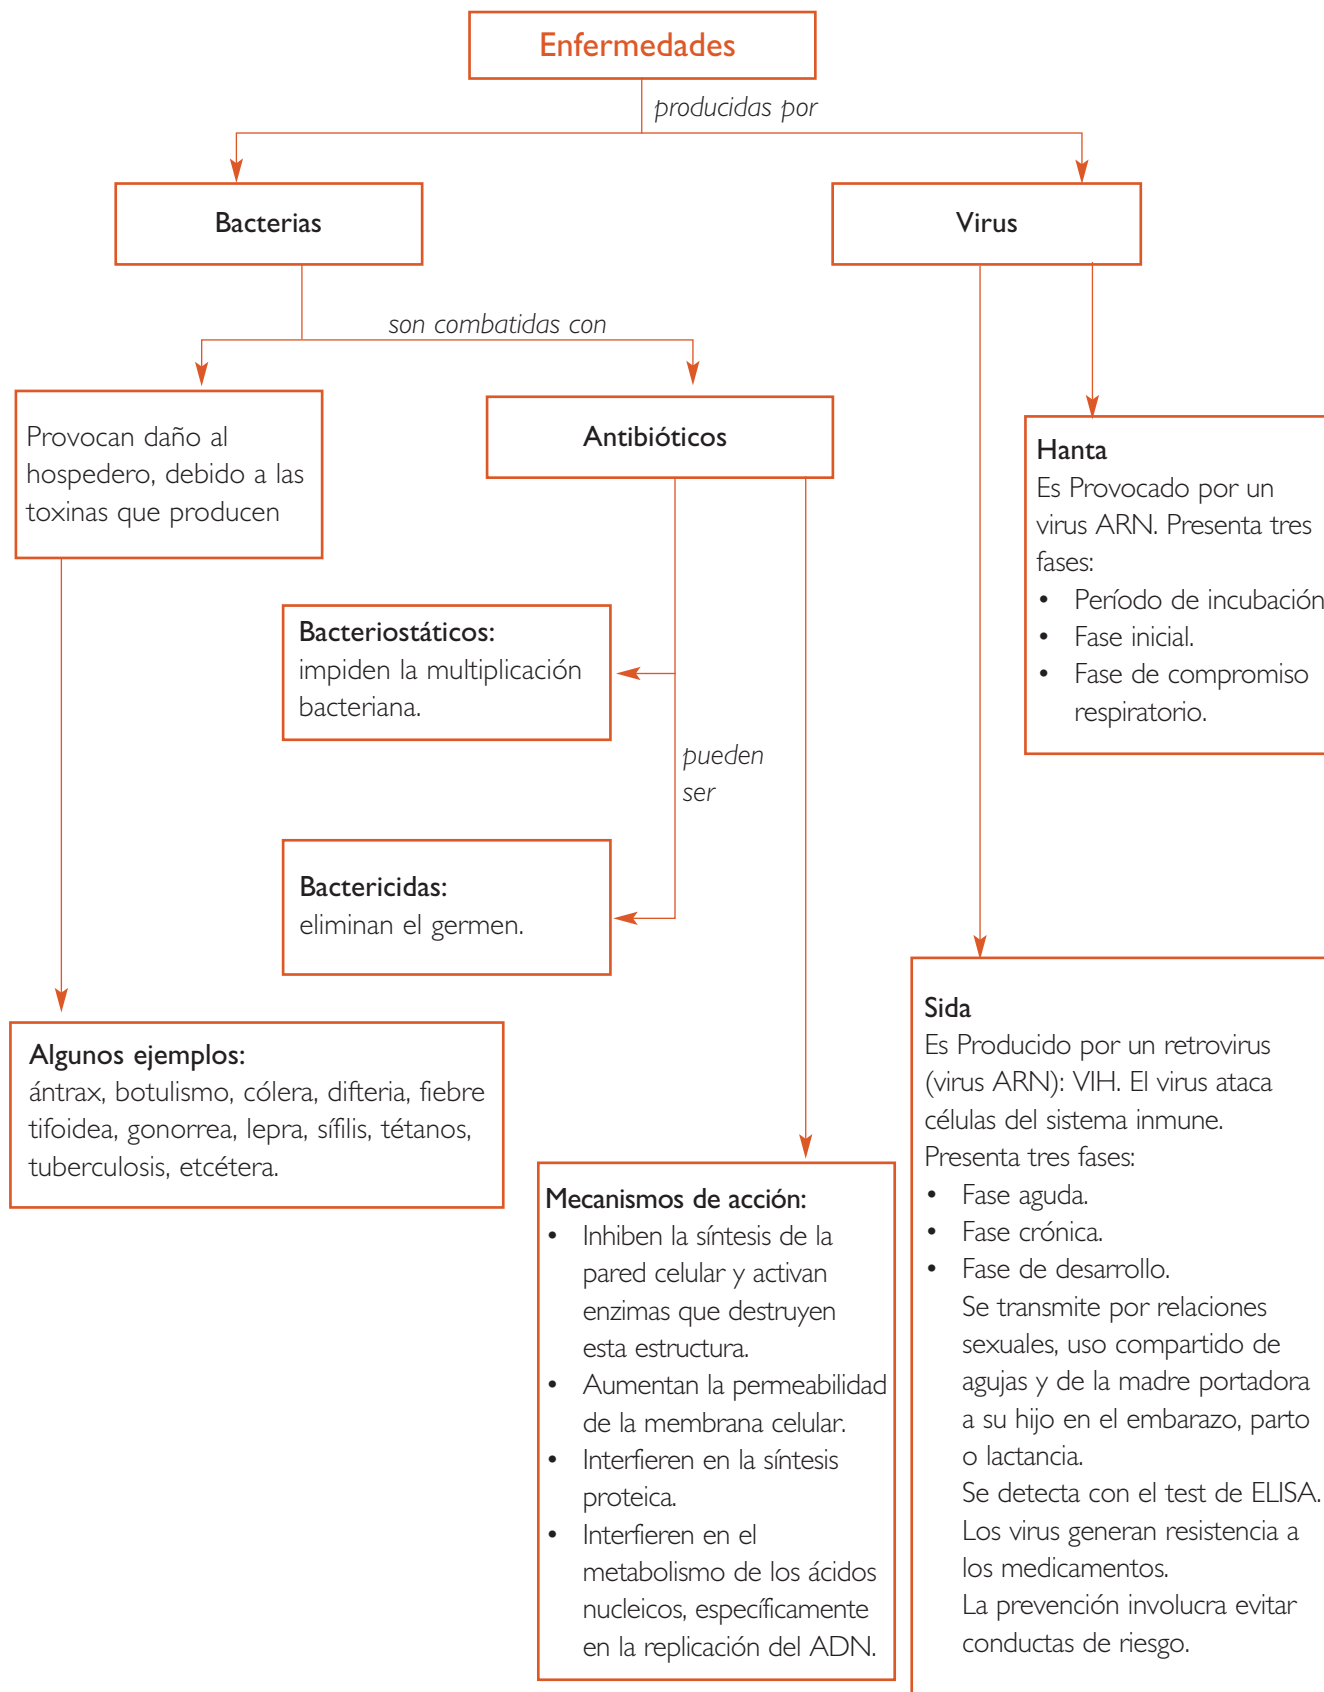 Enfermedades
producidas por
Bacterias
Virus
son combatidas con
Provocan daño al
hospedero, debido a las
toxinas que producen
Antibióticos
Hanta
Es Provocado por un
virus ARN. Presenta tres
fases:
• Período de incubación
• Fase inicial.
• Fase de compromiso
respiratorio.
Bacteriostáticos:
impiden la multiplicación
bacteriana.
pueden
ser
Bactericidas:
eliminan el germen.
Algunos ejemplos:
ántrax, botulismo, cólera, difteria, fiebre
tifoidea, gonorrea, lepra, sífilis, tétanos,
tuberculosis, etcétera.
Mecanismos de acción:
• Inhiben la síntesis de la
pared celular y activan
enzimas que destruyen
esta estructura.
• Aumentan la permeabilidad
de la membrana celular.
• Interfieren en la síntesis
proteica.
• Interfieren en el
metabolismo de los ácidos
nucleicos, específicamente
en la replicación del ADN.
Sida
Es Producido por un retrovirus
(virus ARN): VIH. El virus ataca
células del sistema inmune.
Presenta tres fases:
• Fase aguda.
• Fase crónica.
• Fase de desarrollo.
Se transmite por relaciones
sexuales, uso compartido de
agujas y de la madre portadora
a su hijo en el embarazo, parto
o lactancia.
Se detecta con el test de ELISA.
Los virus generan resistencia a
los medicamentos.
La prevención involucra evitar
conductas de riesgo.